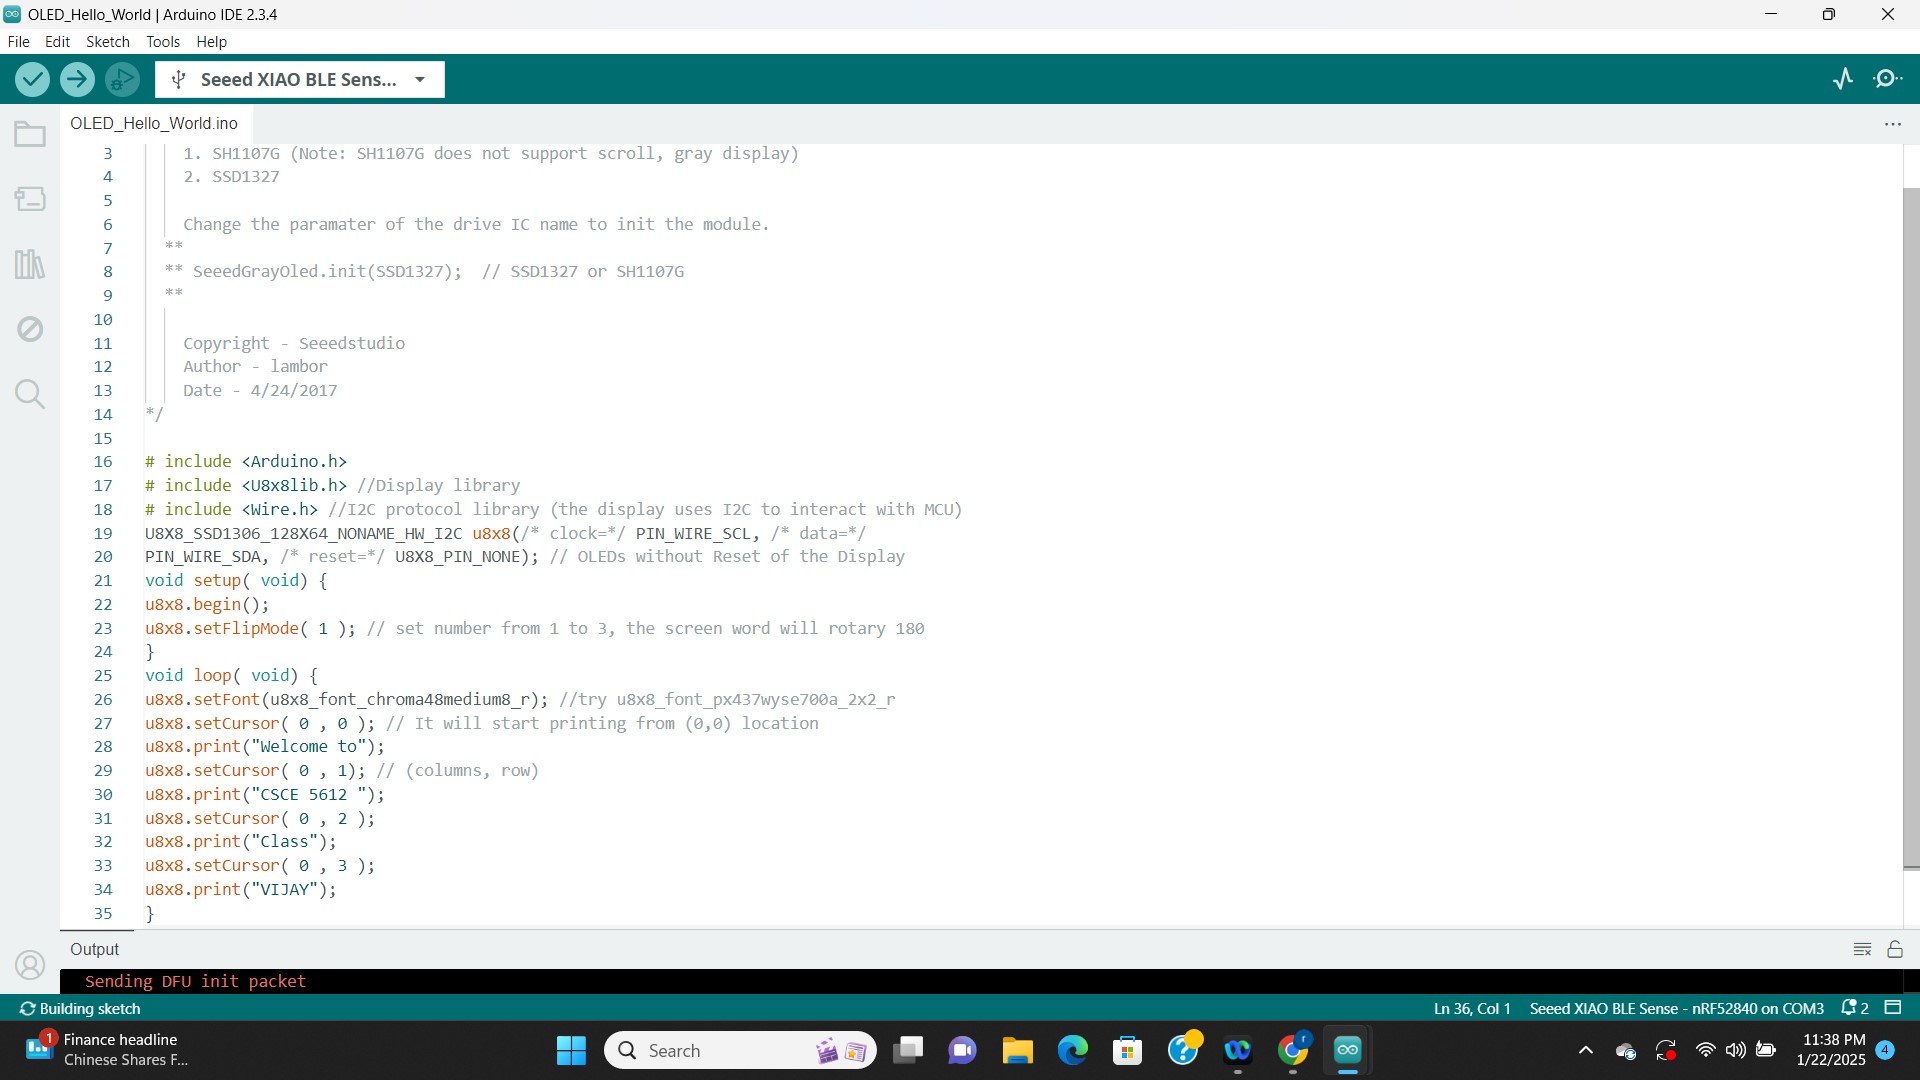 OLED_Hello_World | Arduino IDE 2.3.4
File Edit Sketch Tools Help
Seeed XIAO BLE Sens...
OLED_Hello_World.ino
3 1. SH1107G (Note: SH1107G does not support scroll, gray display)
4 2. SSD1327
5
6 Change the paramater of the drive IC name to init the module.
7 **
8 ** SeeedGrayOled.init(SSD1327); // SSD1327 or SH1107G
9 **
10
11 Copyright - Seeedstudio
12 Author - lambor
13 Date - 4/24/2017
14 */
15
16 # include <Arduino.h>
17 # include <U8x8lib.h> //Display library
18 # include <Wire.h> //I2C protocol library (the display uses I2C to interact with MCU)
19 U8X8_SSD1306_128X64_NONAME_HW_I2C u8x8(/* clock=*/ PIN_WIRE_SCL, /* data=*/
20 PIN_WIRE_SDA, /* reset=*/ U8X8_PIN_NONE); // OLEDs without Reset of the Display
21 void setup( void) {
22 u8x8.begin();
23 u8x8.setFlipMode( 1 ); // set number from 1 to 3, the screen word will rotary 180
24 }
25 void loop( void) {
26 u8x8.setFont(u8x8_font_chroma48medium8_r); //try u8x8_font_px437wyse700a_2x2_r
27 u8x8.setCursor( 0 , 0 ); // It will start printing from (0,0) location
28 u8x8.print("Welcome to");
29 u8x8.setCursor( 0 , 1); // (columns, row)
30 u8x8.print("CSCE 5612 ");
31 u8x8.setCursor( 0 , 2 );
32 u8x8.print("Class");
33 u8x8.setCursor( 0 , 3 );
34 u8x8.print("VIJAY");
35 }
Output
Sending DFU init packet
Building sketch
Ln 36, Col 1 Seeed XIAO BLE Sense - nRF52840 on COM3 2
1 Finance headline
Chinese Shares F...
Search
11:38 PM
1/22/2025
4